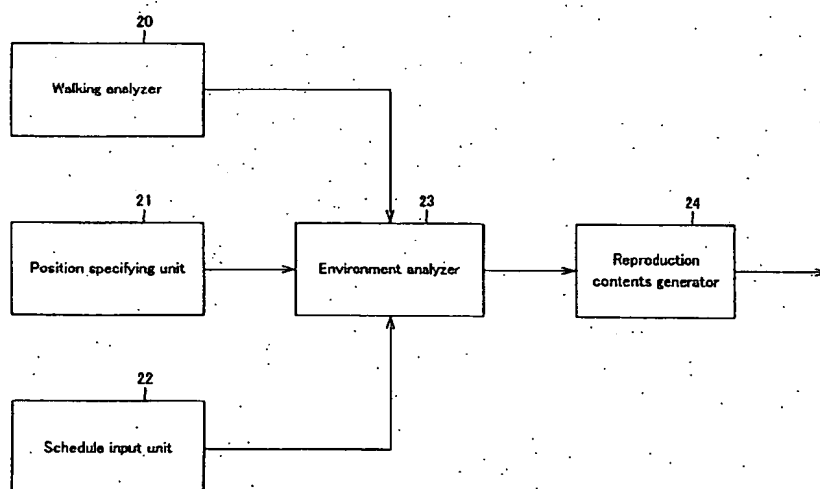 20
Walking analyzer
21
Position specifying unit
23
Environment analyzer
24
Reproduction
contents generator
22
Schedule input unit